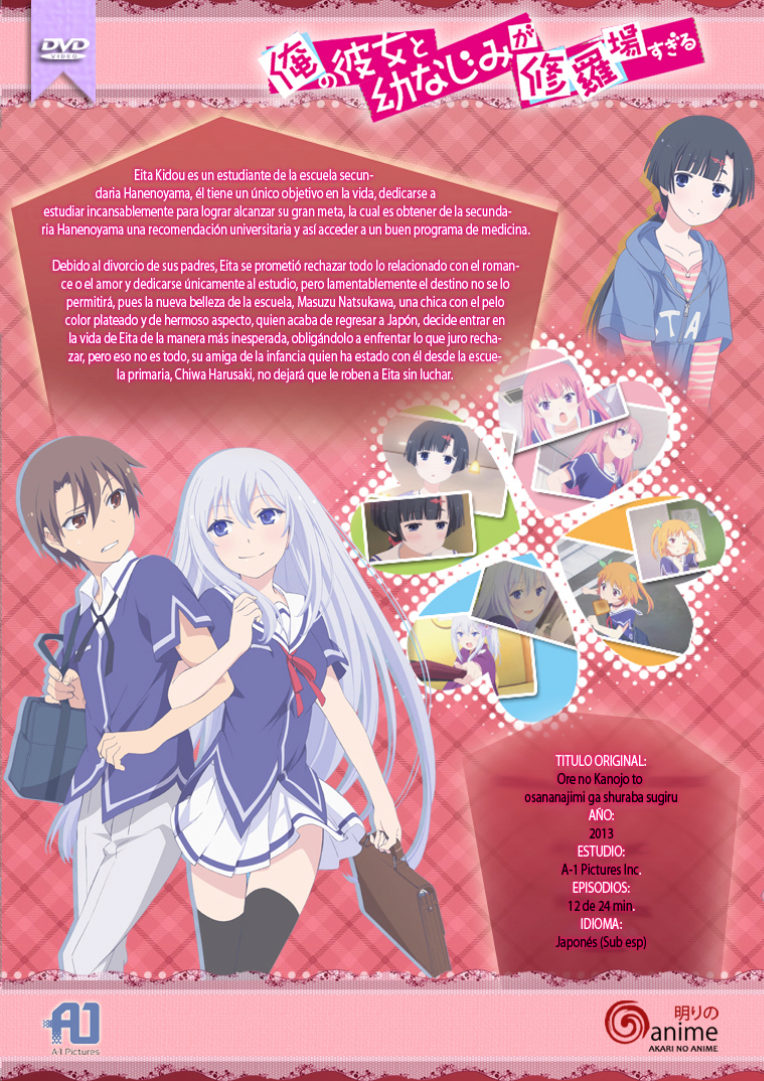 DVD
VIDEO
俺の彼女と
幼なじみが
修羅場すぎる
Eita Kidou es un estudiante de la escuela secun-
daria Hanenoyama, él tiene un único objetivo en la vida, dedicarse a
estudiar incansablemente para lograr alcanzar su gran meta, la cual es obtener de la secunda-
ria Hanenoyama una recomendación universitaria y así acceder a un buen programa de medicina.
Debido al divorcio de sus padres, Eita se prometió rechazar todo lo relacionado con el roman-
ce o el amor y dedicarse únicamente al estudio, pero lamentablemente el destino no se lo
permitirá, pues la nueva belleza de la escuela, Masuzu Natsukawa, una chica con el pelo
color plateado y de hermoso aspecto, quien acaba de regresar a Japón, decide entrar en
la vida de Eita de la manera más inesperada, obligándolo a enfrentar lo que juro recha-
zar, pero eso no es todo, su amiga de la infancia quien ha estado con él desde la escue-
la primaria, Chiwa Harusaki, no dejará que le roben a Eita sin luchar.
STA
TITULO ORIGINAL:
Ore no Kanojo to
osananajimi ga shuraba sugiru
AÑO:
2013
ESTUDIO:
A-1 Pictures Inc.
EPISODIOS:
12 de 24 min.
IDIOMA:
Japonés (Sub esp)
A1
A-1 Pictures
明りの
anime
AKARI NO ANIME